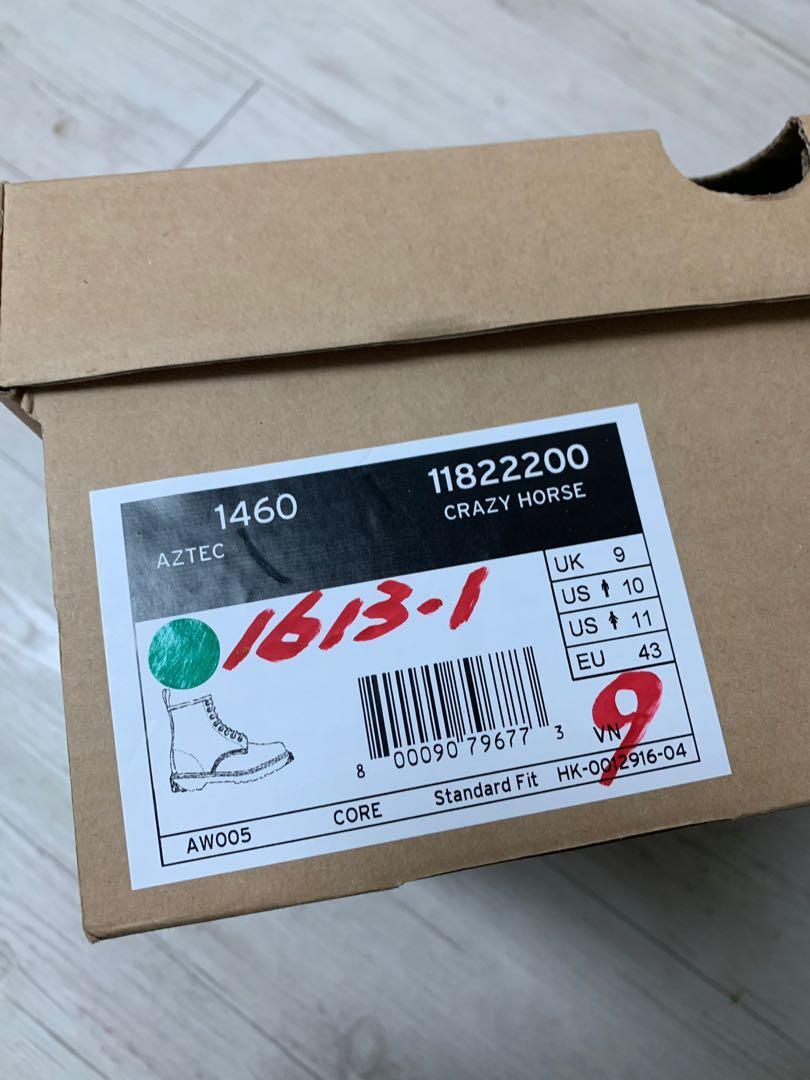 1460
11822200
AZTEC
CRAZY HORSE
1613-1
UK 9
US 10
US 11
EU 43
9
VN
8 00090 79677 3
AW005 CORE Standard Fit HK-0012916-04